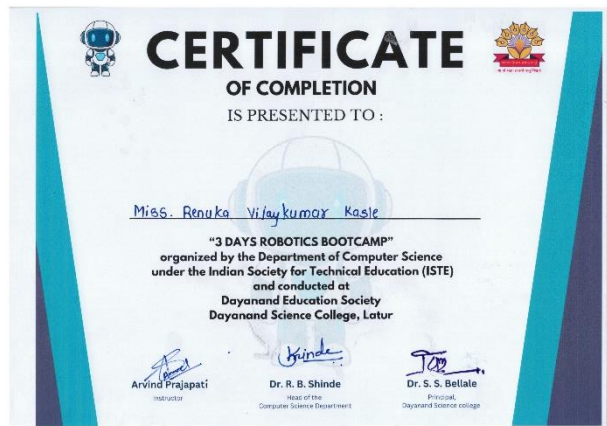 CERTIFICATE
OF COMPLETION
IS PRESENTED TO :
Miss. Renuka Vijaykumar Kasle
"3 DAYS ROBOTICS BOOTCAMP"
organized by the Department of Computer Science
under the Indian Society for Technical Education (ISTE)
and conducted at
Dayanand Education Society
Dayanand Science College, Latur
Arvind Prajapati
Instructor
Dr. R. B. Shinde
Head of the
Computer Science Department
Dr. S. S. Bellale
Principal,
Dayanand Science college